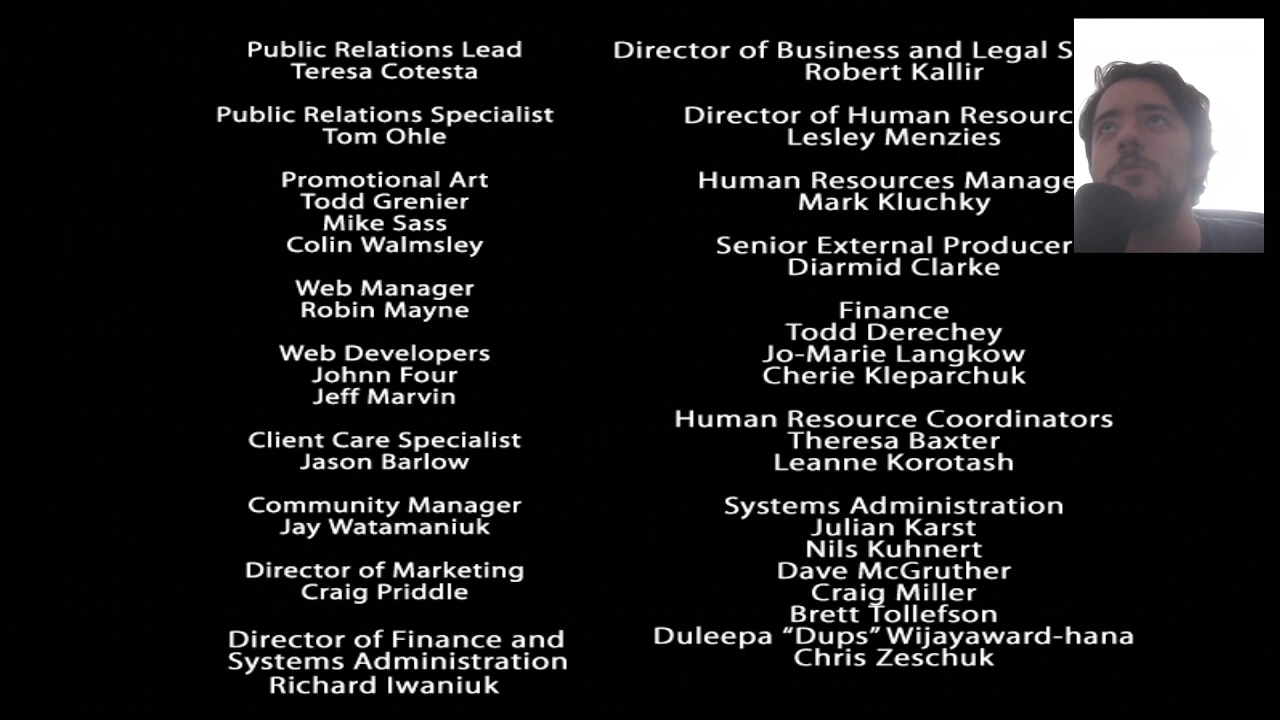 Public Relations Lead
Teresa Cotesta
Public Relations Specialist
Tom Ohle
Promotional Art
Todd Grenier
Mike Sass
Colin Walmsley
Web Manager
Robin Mayne
Web Developers
Johnn Four
Jeff Marvin
Client Care Specialist
Jason Barlow
Community Manager
Jay Watamaniuk
Director of Marketing
Craig Priddle
Director of Finance and
Systems Administration
Richard Iwaniuk
Director of Business and Legal
Robert Kallir
Director of Human
Lesley Menzies
Human Resources
Mark Kluchky
Senior External Producer
Diarmid Clarke
Finance
Todd Derechey
Jo-Marie Langkow
Cherie Kleparchuk
Human Resource Coordinators
Theresa Baxter
Leanne Korotash
Systems Administration
Julian Karst
Nils Kuhnert
Dave McGruther
Craig Miller
Brett Tollefson
Duleepa “Dups” Wijayaward-hana
Chris Zeschuk